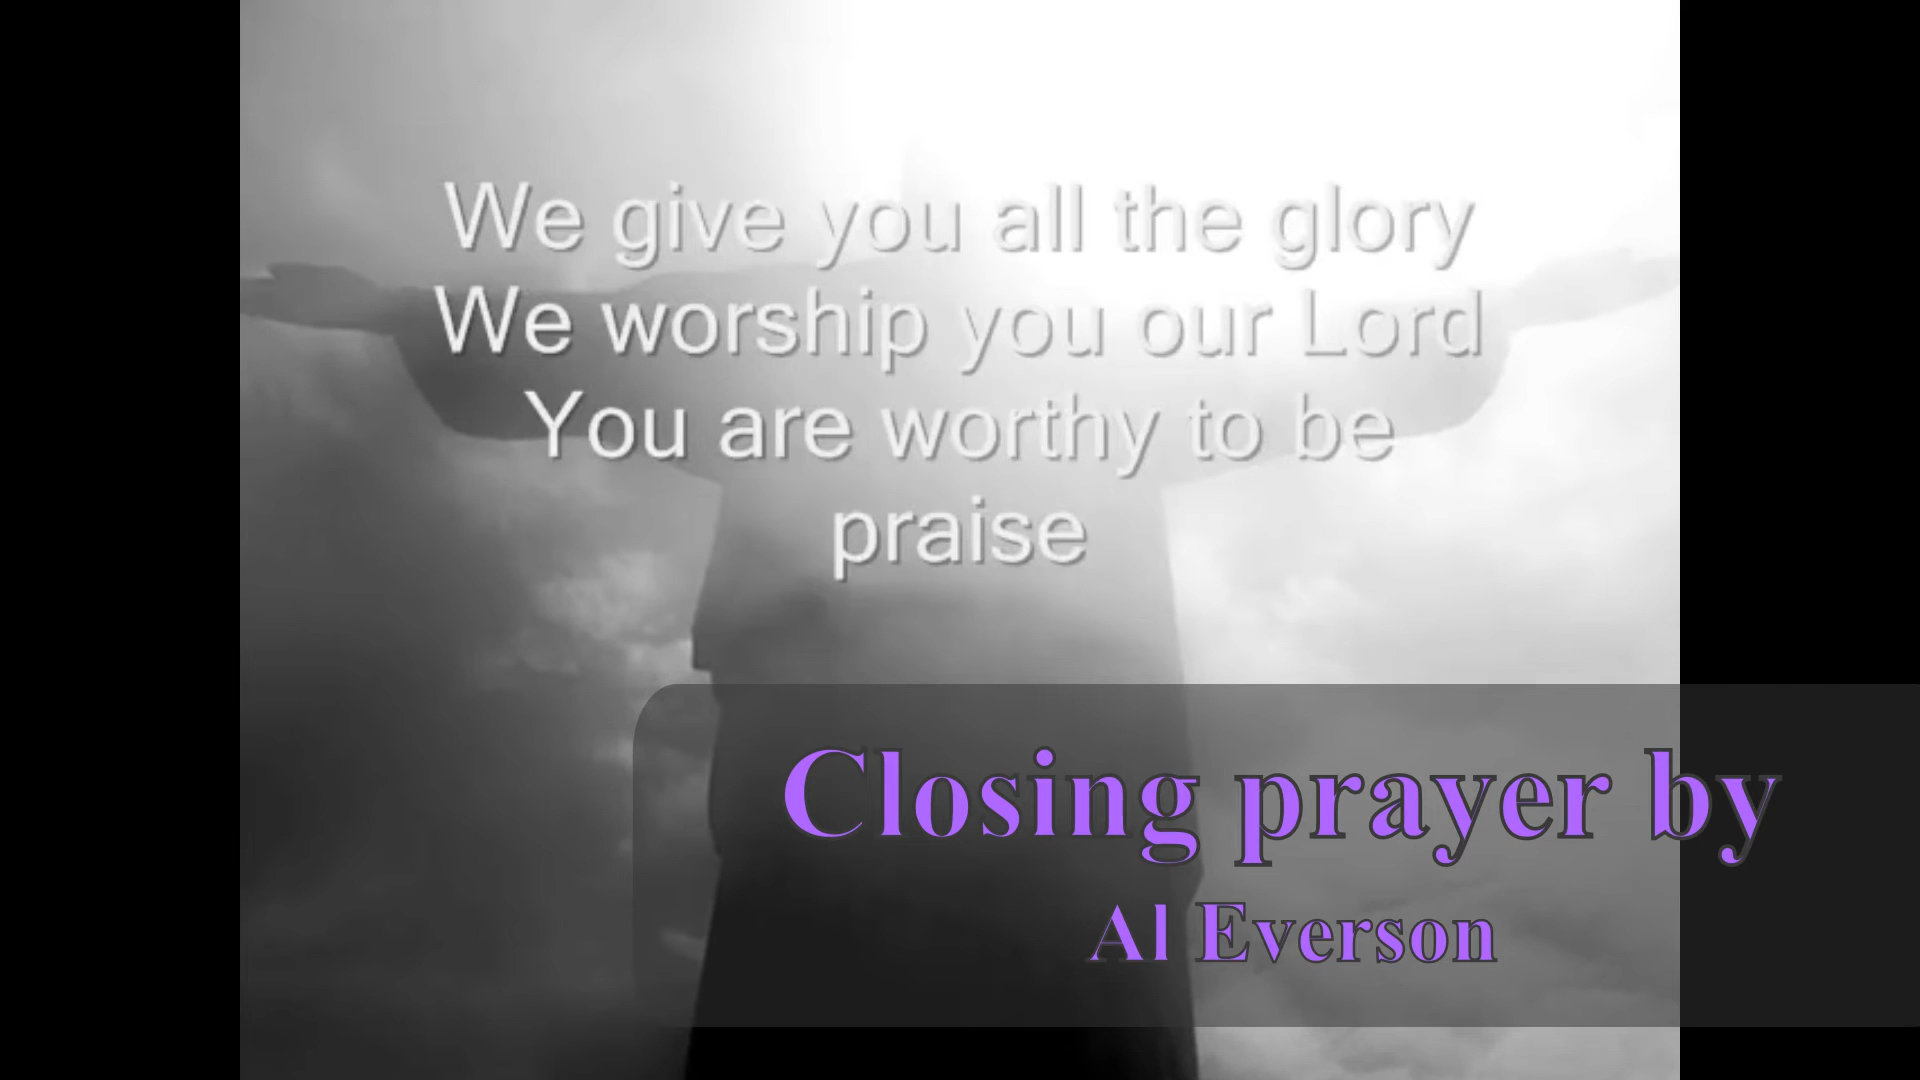 We give you all the glory
We worship you our Lord
You are worthy to be
praise
Closing prayer by
Al Everson